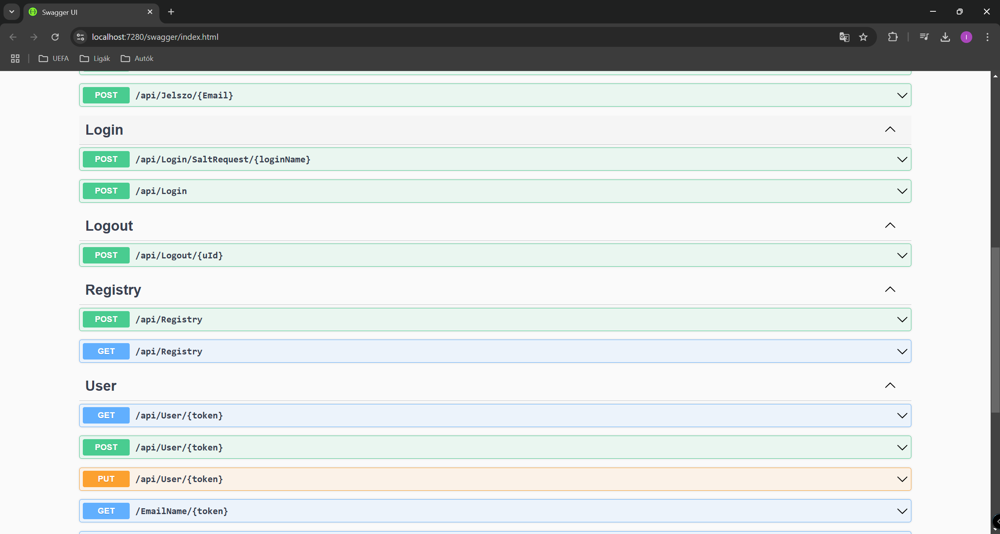 Swagger UI
localhost:7280/swagger/index.html
I
UEFA
Ligák
Autók
POST /api/Jelszo/{Email}
Login
POST /api/Login/SaltRequest/{loginName}
POST /api/Login
Logout
POST /api/Logout/{uId}
Registry
POST /api/Registry
GET /api/Registry
User
GET /api/User/{token}
POST /api/User/{token}
PUT /api/User/{token}
GET /EmailName/{token}